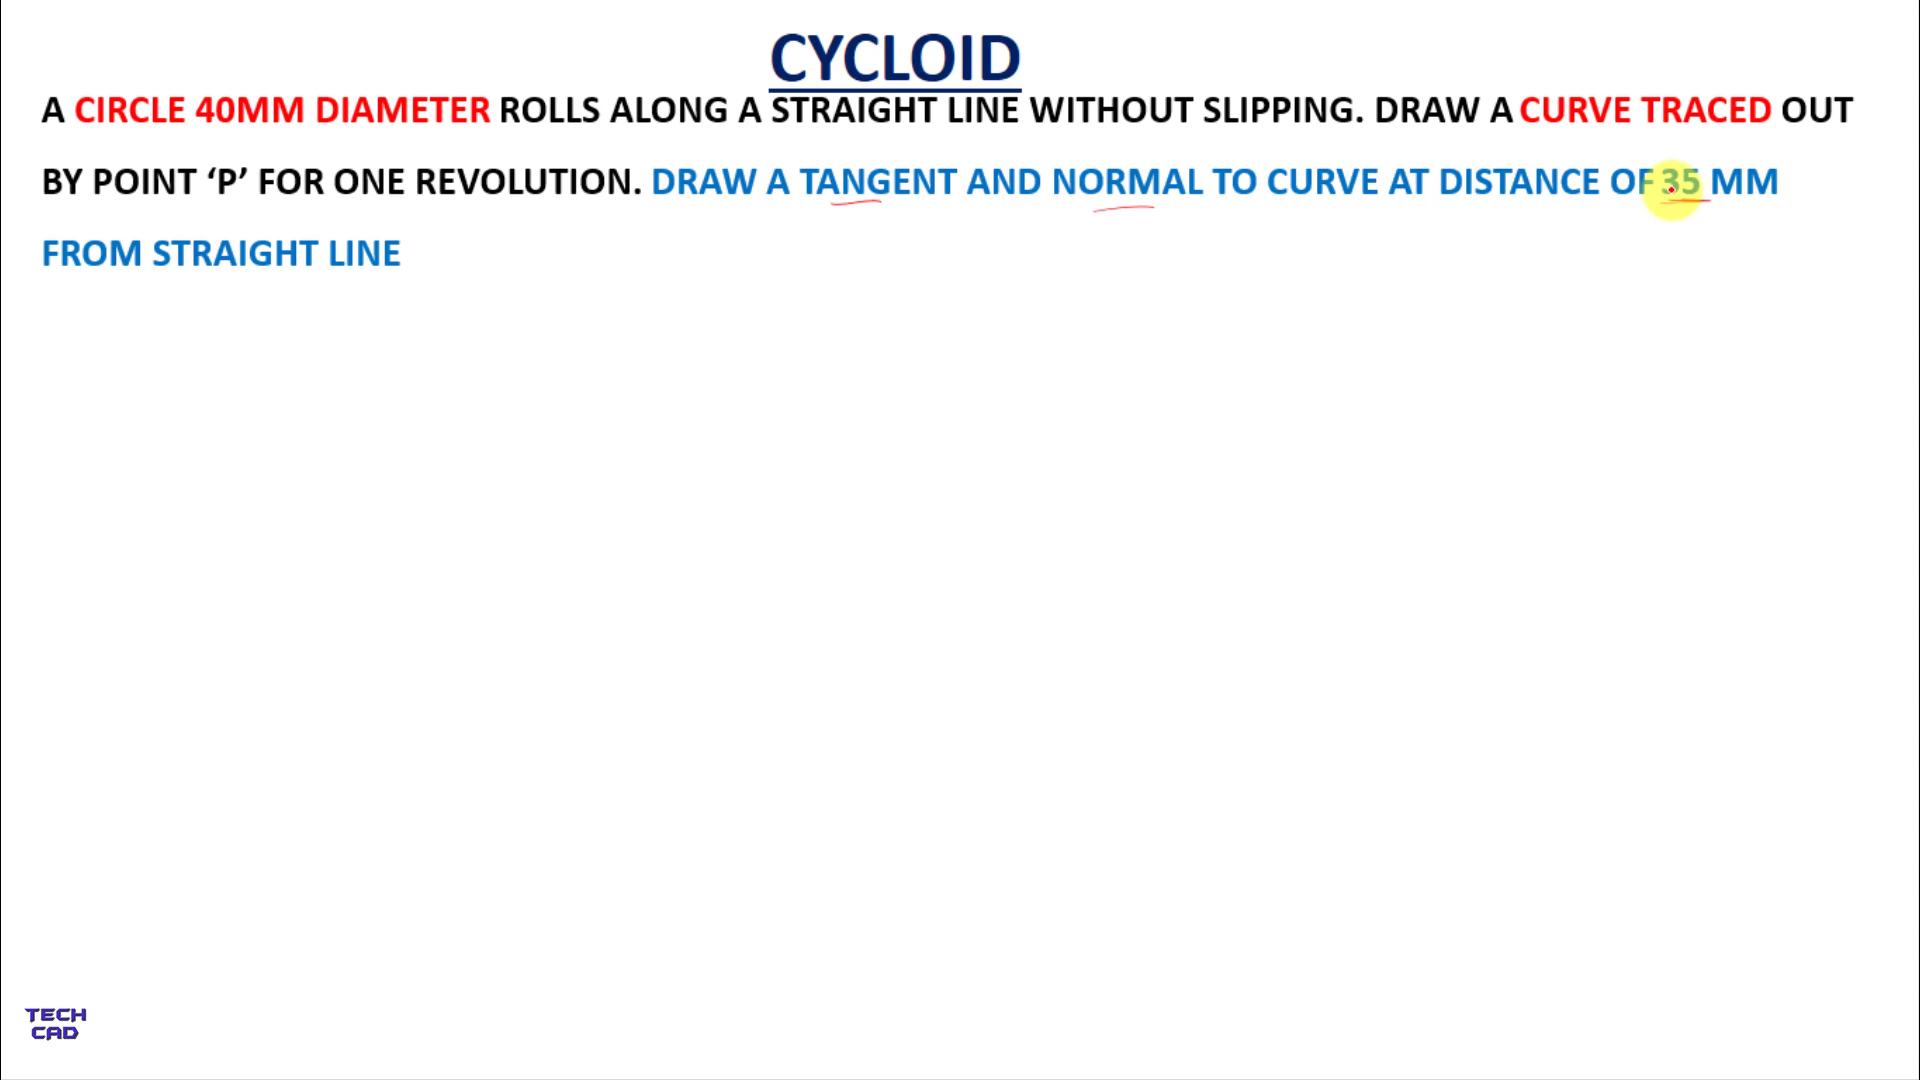 CYCLOID
A CIRCLE 40MM DIAMETER ROLLS ALONG A STRAIGHT LINE WITHOUT SLIPPING. DRAW A CURVE TRACED OUT
BY POINT ‘P’ FOR ONE REVOLUTION. DRAW A TANGENT AND NORMAL TO CURVE AT DISTANCE OF 35 MM
FROM STRAIGHT LINE
TECH
CAD